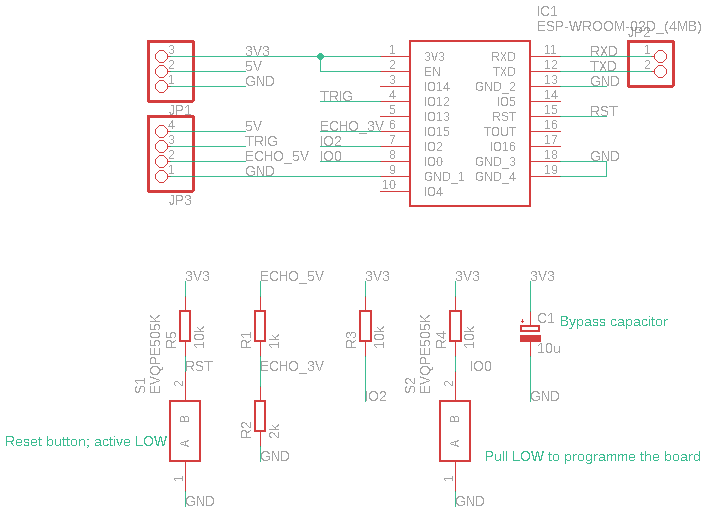 IC1
ESP-WROOM-02D_(4MB)
JP2
3 3V3
2 5V
1 GND
JP1
4 5V
3 TRIG
2 ECHO_5V
1 GND
JP3
1 3V3 RXD 11 RXD 1
2 EN TXD 12 TXD 2
3 IO14 GND_2 13 GND
TRIG 4 IO12 IO5 14
5 IO13 RST 15 RST
ECHO_3V 6 IO15 TOUT 16
IO2 7 IO2 IO16 17
IO0 8 IO0 GND_3 18 GND
9 GND_1 GND_4 19
10 IO4
3V3 ECHO_5V 3V3 3V3 3V3
S1
EVQPE505K
R5
10k
RST
2
B
A
1
GND
Reset button; active LOW
R1
1k
ECHO_3V
R2
2k
GND
R3
10k
IO2
S2
EVQPE505K
R4
10k
IO0
2
B
A
1
GND
Pull LOW to programme the board
C1
Bypass capacitor
+
10u
GND